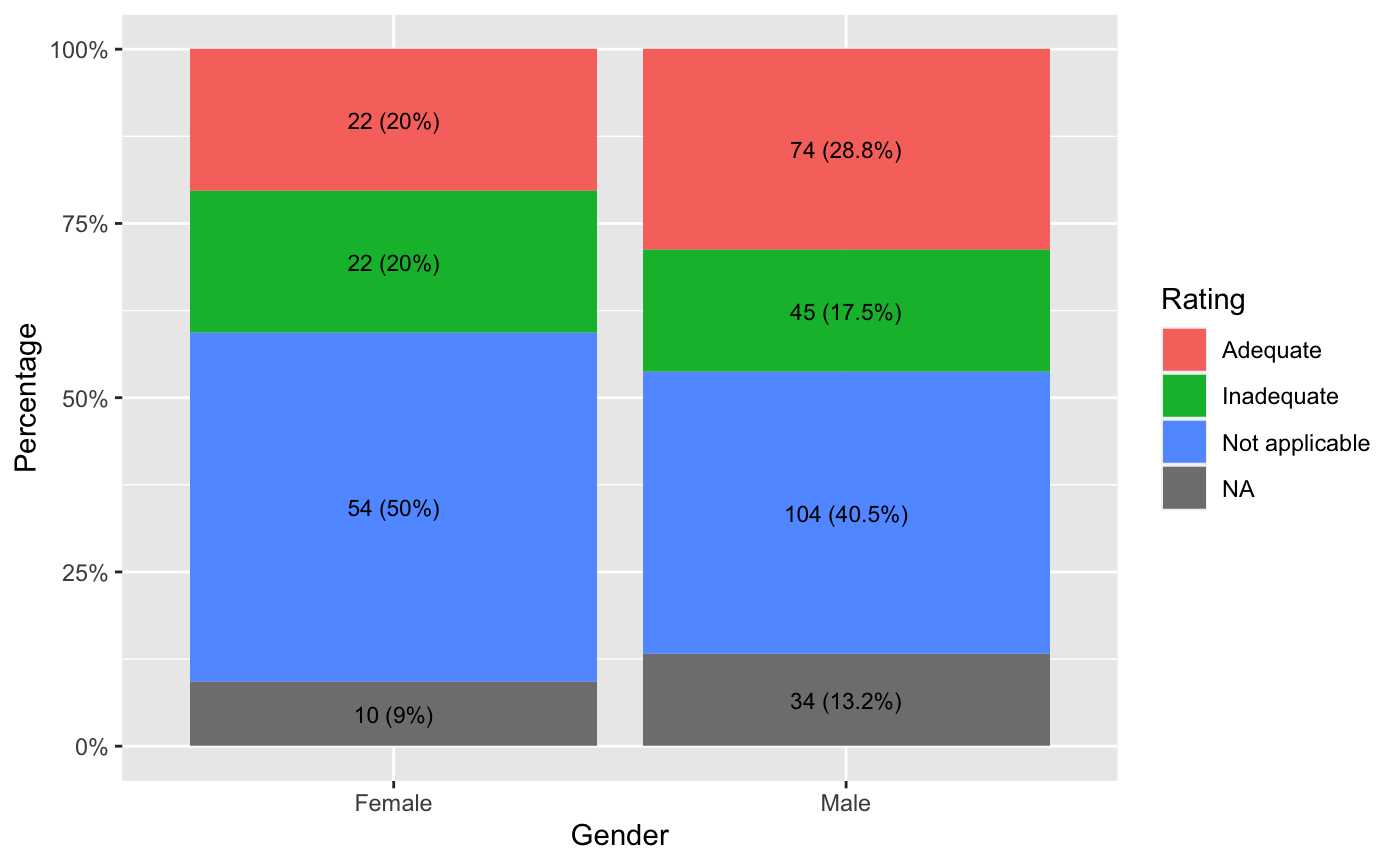 100%
75%
50%
25%
0%
Percentage
22 (20%)
22 (20%)
54 (50%)
10 (9%)
74 (28.8%)
45 (17.5%)
104 (40.5%)
34 (13.2%)
Female
Male
Gender
Rating
Adequate
Inadequate
Not applicable
NA